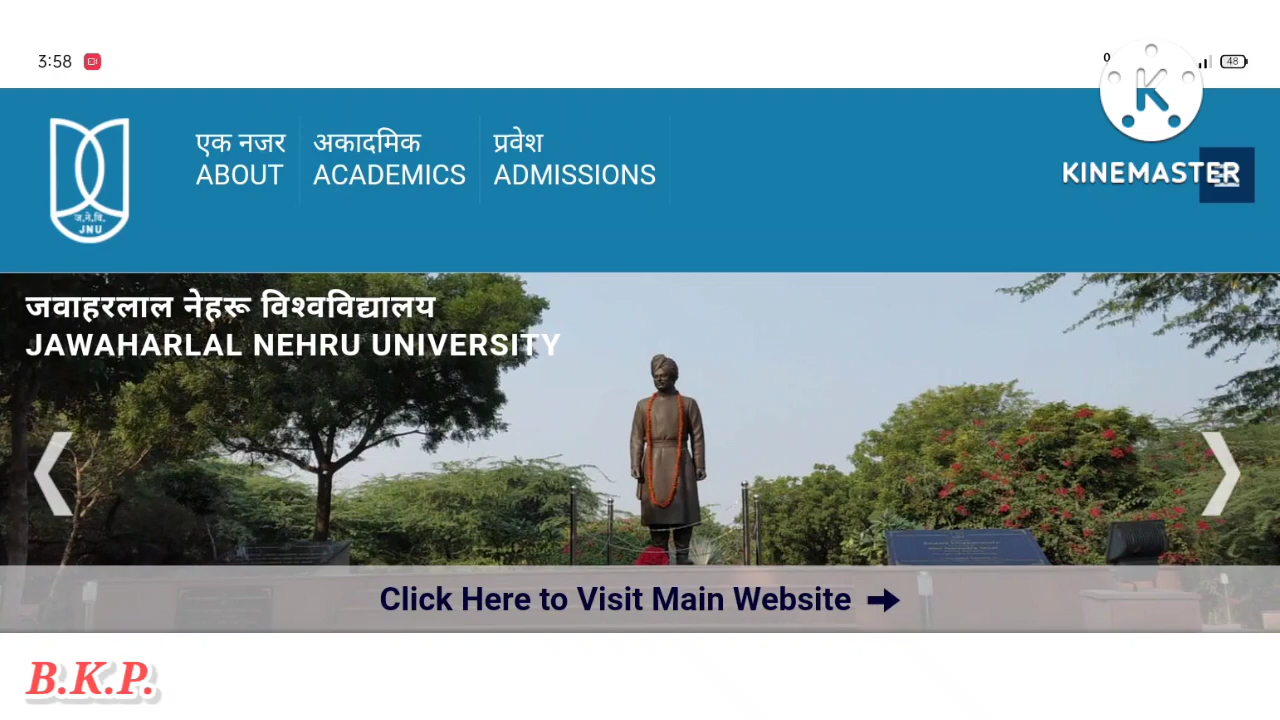 3:58
48
KINEMASTER
एक नजर
ABOUT
अकादमिक
ACADEMICS
प्रवेश
ADMISSIONS
ज.ने.वि.
JNU
जवाहरलाल नेहरू विश्वविद्यालय
JAWAHARLAL NEHRU UNIVERSITY
Click Here to Visit Main Website
B.K.P.